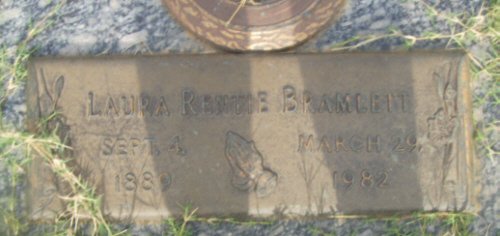 LAURA RENNIE BRAMLETT
SEPT. 4, MARCH 29,
1889 1982